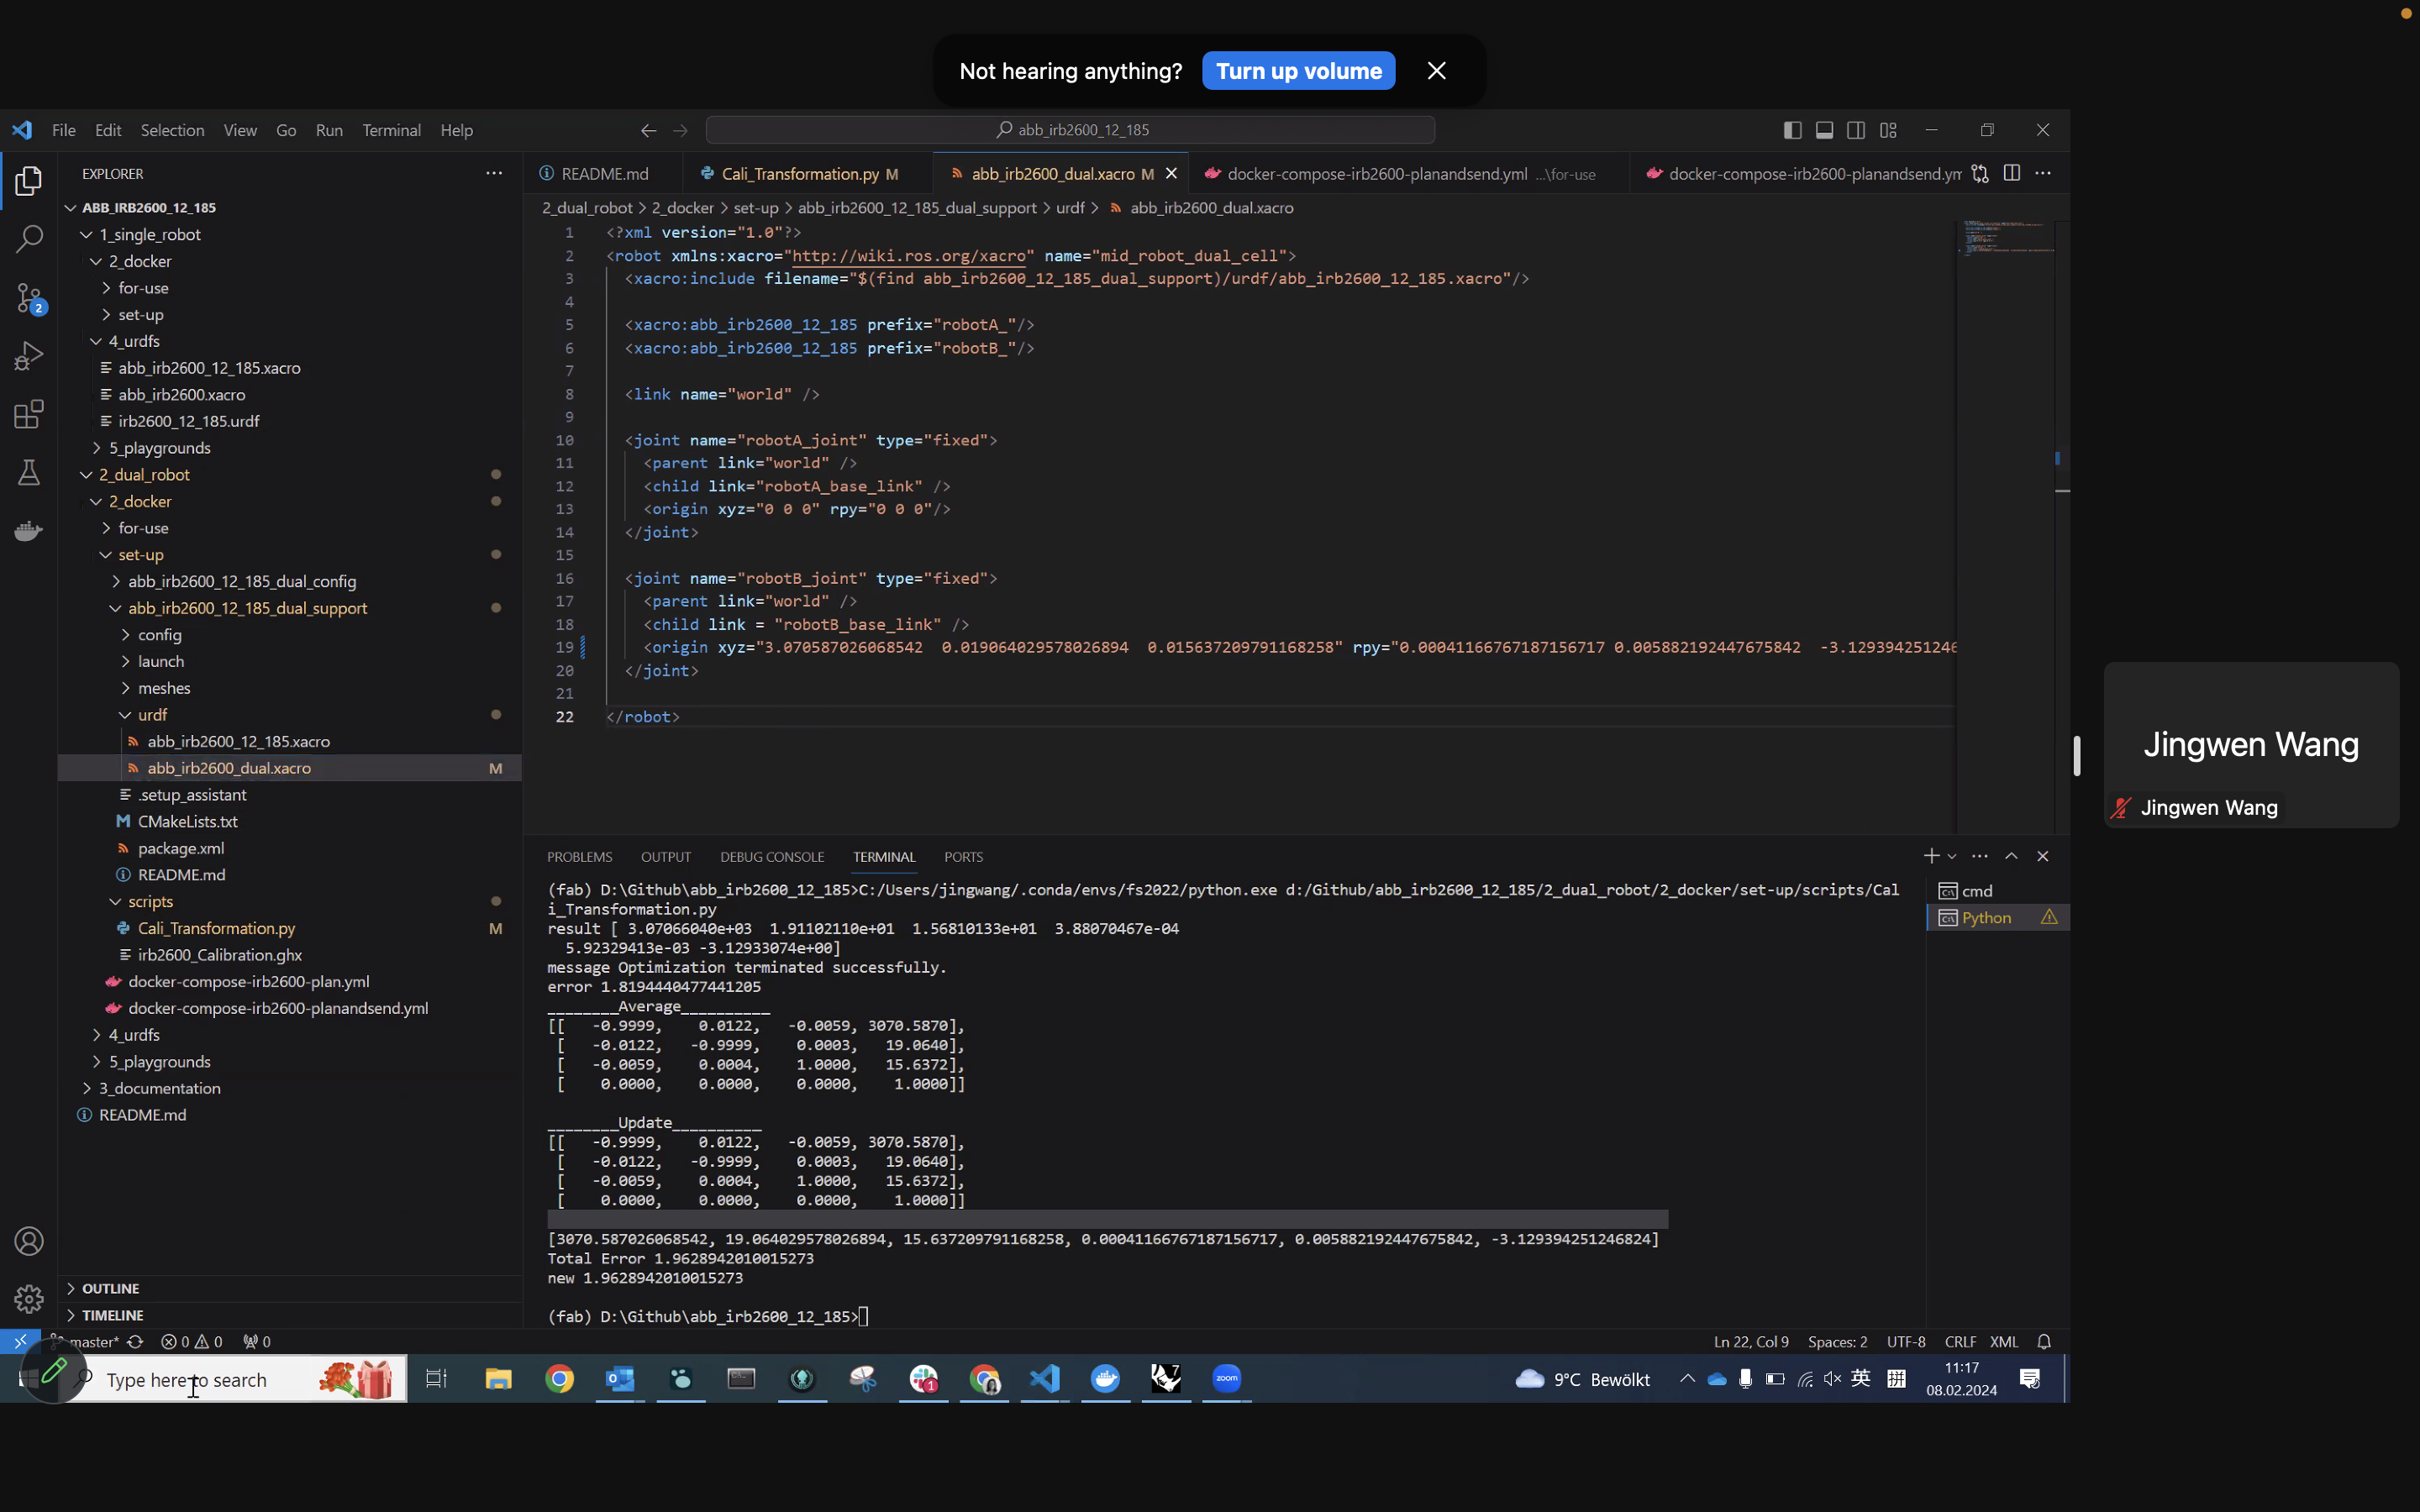 Not hearing anything? Turn up volume
File Edit Selection View Go Run Terminal Help
abb_irb2600_12_185
EXPLORER
ABB_IRB2600_12_185
1_single_robot
2_docker
for-use
set-up
4_urdfs
abb_irb2600_12_185.xacro
abb_irb2600.xacro
irb2600_12_185.urdf
5_playgrounds
2_dual_robot
2_docker
for-use
set-up
abb_irb2600_12_185_dual_config
abb_irb2600_12_185_dual_support
config
launch
meshes
urdf
abb_irb2600_12_185.xacro
abb_irb2600_dual.xacro M
.setup_assistant
CMakeLists.txt
package.xml
README.md
scripts
Cali_Transformation.py M
irb2600_Calibration.ghx
docker-compose-irb2600-plan.yml
docker-compose-irb2600-planandsend.yml
4_urdfs
5_playgrounds
3_documentation
README.md
OUTLINE
TIMELINE
2
README.md Cali_Transformation.py M abb_irb2600_dual.xacro M docker-compose-irb2600-planandsend.yml ...\for-use docker-compose-irb2600-planandsend.ym
2_dual_robot > 2_docker > set-up > abb_irb2600_12_185_dual_support > urdf > abb_irb2600_dual.xacro
1 <?xml version="1.0"?>
2 <robot xmlns:xacro="http://wiki.ros.org/xacro" name="mid_robot_dual_cell">
3 <xacro:include filename="$(find abb_irb2600_12_185_dual_support)/urdf/abb_irb2600_12_185.xacro"/>
4
5 <xacro:abb_irb2600_12_185 prefix="robotA_"/>
6 <xacro:abb_irb2600_12_185 prefix="robotB_"/>
7
8 <link name="world" />
9
10 <joint name="robotA_joint" type="fixed">
11 <parent link="world" />
12 <child link="robotA_base_link" />
13 <origin xyz="0 0 0" rpy="0 0 0"/>
14 </joint>
15
16 <joint name="robotB_joint" type="fixed">
17 <parent link="world" />
18 <child link = "robotB_base_link" />
19 <origin xyz="3.070587026068542 0.019064029578026894 0.015637209791168258" rpy="0.00041166767187156717 0.005882192447675842 -3.129394251246
20 </joint>
21
22 </robot>
PROBLEMS OUTPUT DEBUG CONSOLE TERMINAL PORTS
(fab) D:\Github\abb_irb2600_12_185>C:/Users/jingwang/.conda/envs/fs2022/python.exe d:/Github/abb_irb2600_12_185/2_dual_robot/2_docker/set-up/scripts/Cal
i_Transformation.py
result [ 3.07066040e+03 1.91102110e+01 1.56810133e+01 3.88070467e-04
5.92329413e-03 -3.12933074e+00]
message Optimization terminated successfully.
error 1.8194440477441205
________Average__________
[[ -0.9999, 0.0122, -0.0059, 3070.5870],
[ -0.0122, -0.9999, 0.0003, 19.0640],
[ -0.0059, 0.0004, 1.0000, 15.6372],
[ 0.0000, 0.0000, 0.0000, 1.0000]]
________Update__________
[[ -0.9999, 0.0122, -0.0059, 3070.5870],
[ -0.0122, -0.9999, 0.0003, 19.0640],
[ -0.0059, 0.0004, 1.0000, 15.6372],
[ 0.0000, 0.0000, 0.0000, 1.0000]]
[3070.587026068542, 19.064029578026894, 15.637209791168258, 0.00041166767187156717, 0.005882192447675842, -3.129394251246824]
Total Error 1.9628942010015273
new 1.9628942010015273
(fab) D:\Github\abb_irb2600_12_185>
cmd
Python
master* 0 0 0
Ln 22, Col 9 Spaces: 2 UTF-8 CRLF XML
Type here to search
zoom
9°C Bewölkt
英
拼
11:17
08.02.2024
Jingwen Wang
Jingwen Wang